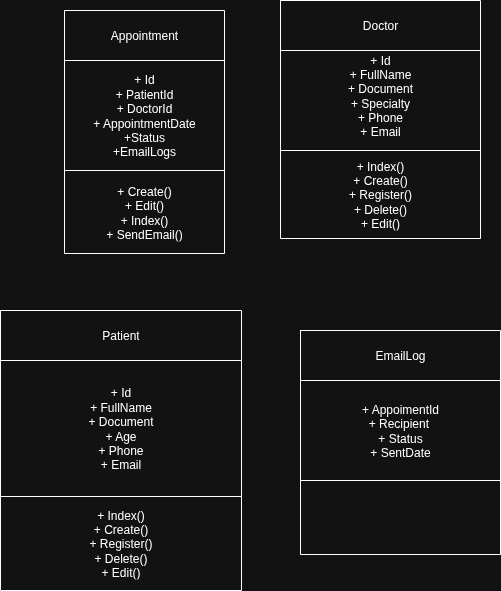 Appointment
+ Id
+ PatientId
+ DoctorId
+ AppointmentDate
+Status
+EmailLogs
+ Create()
+ Edit()
+ Index()
+ SendEmail()
Doctor
+ Id
+ FullName
+ Document
+ Specialty
+ Phone
+ Email
+ Index()
+ Create()
+ Register()
+ Delete()
+ Edit()
Patient
+ Id
+ FullName
+ Document
+ Age
+ Phone
+ Email
+ Index()
+ Create()
+ Register()
+ Delete()
+ Edit()
EmailLog
+ AppoimentId
+ Recipient
+ Status
+ SentDate